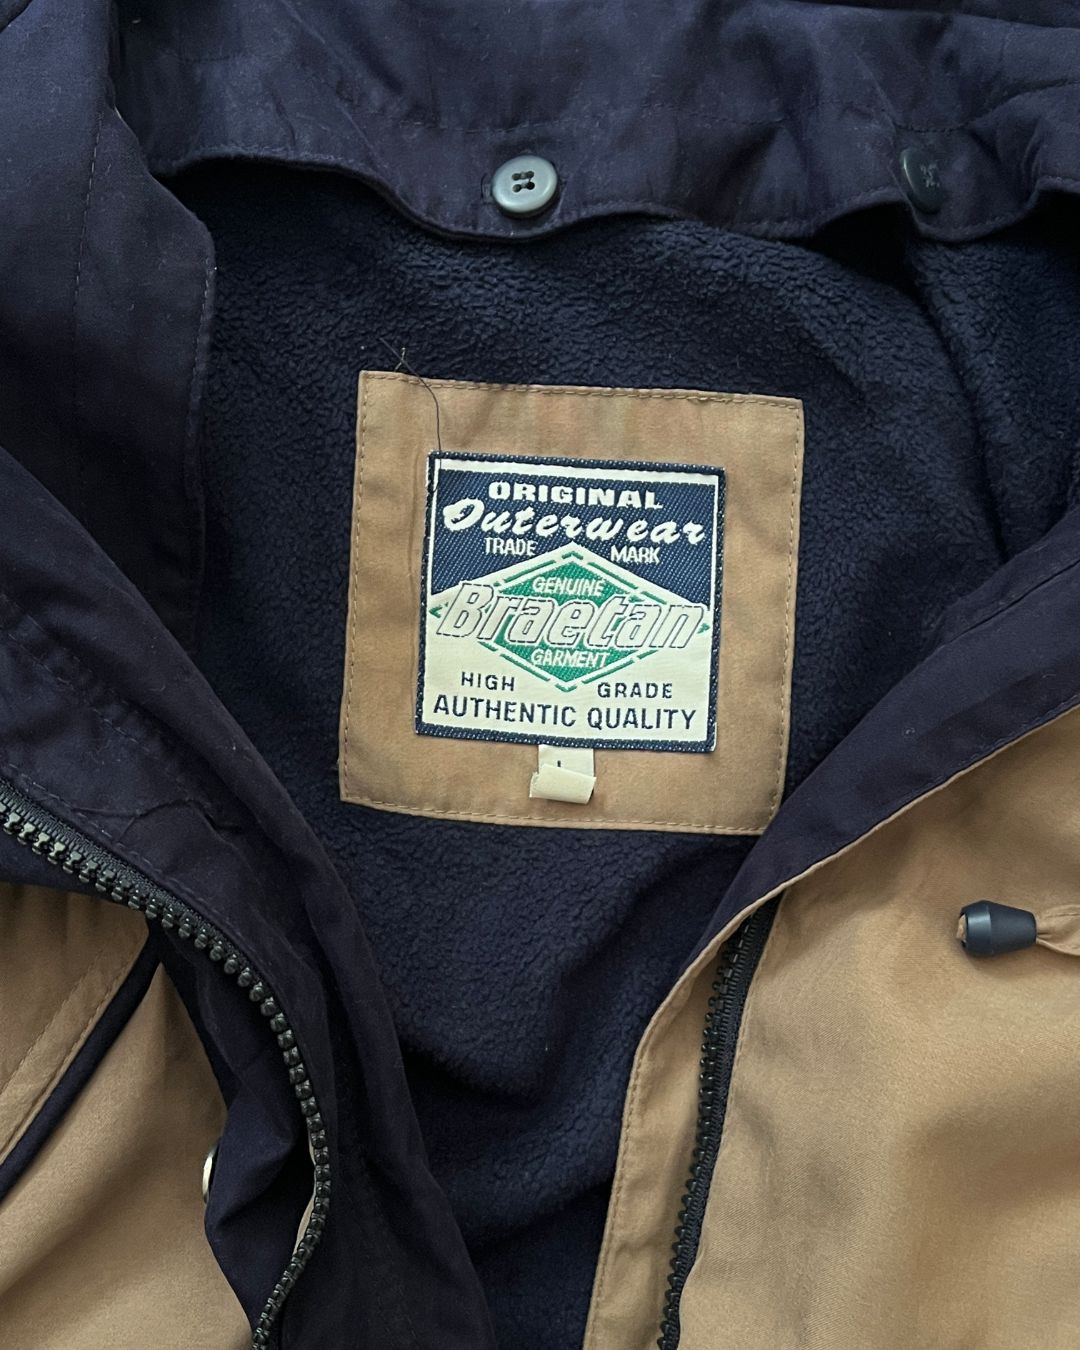 ORIGINAL
Outerwear
TRADE MARK
GENUINE
Braetan
GARMENT
HIGH GRADE
AUTHENTIC QUALITY